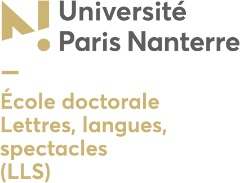 Université
Paris Nanterre
École doctorale
Lettres, langues,
spectacles
(LLS)